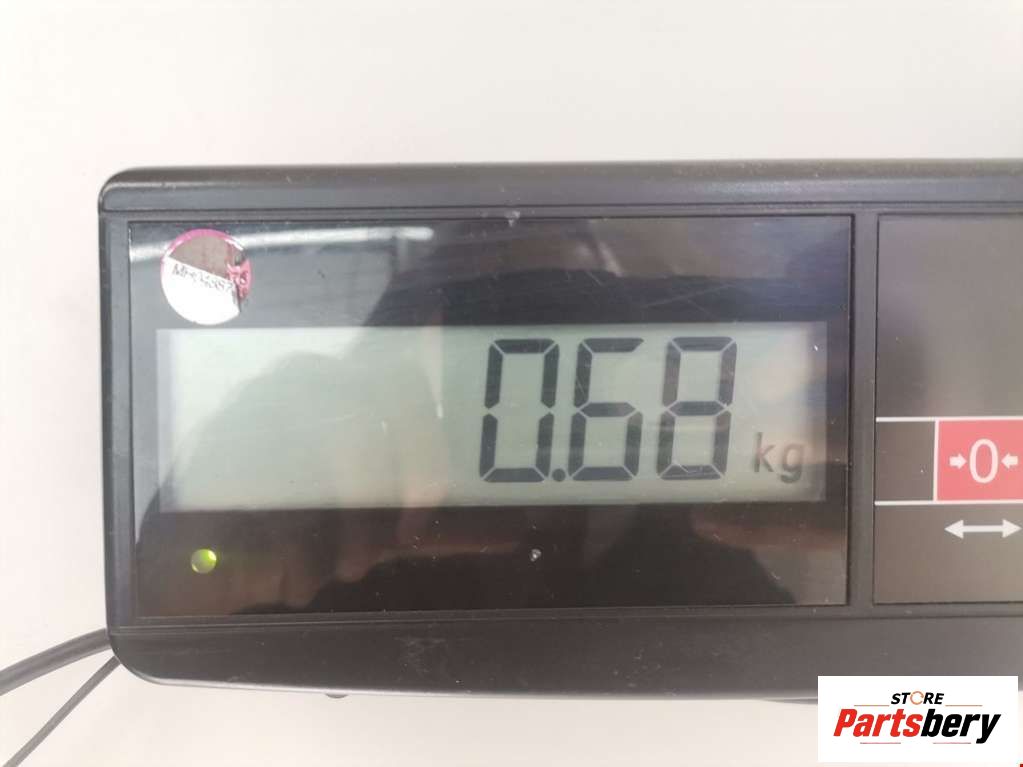 0.68 kg
→0←
STORE
Partsbery